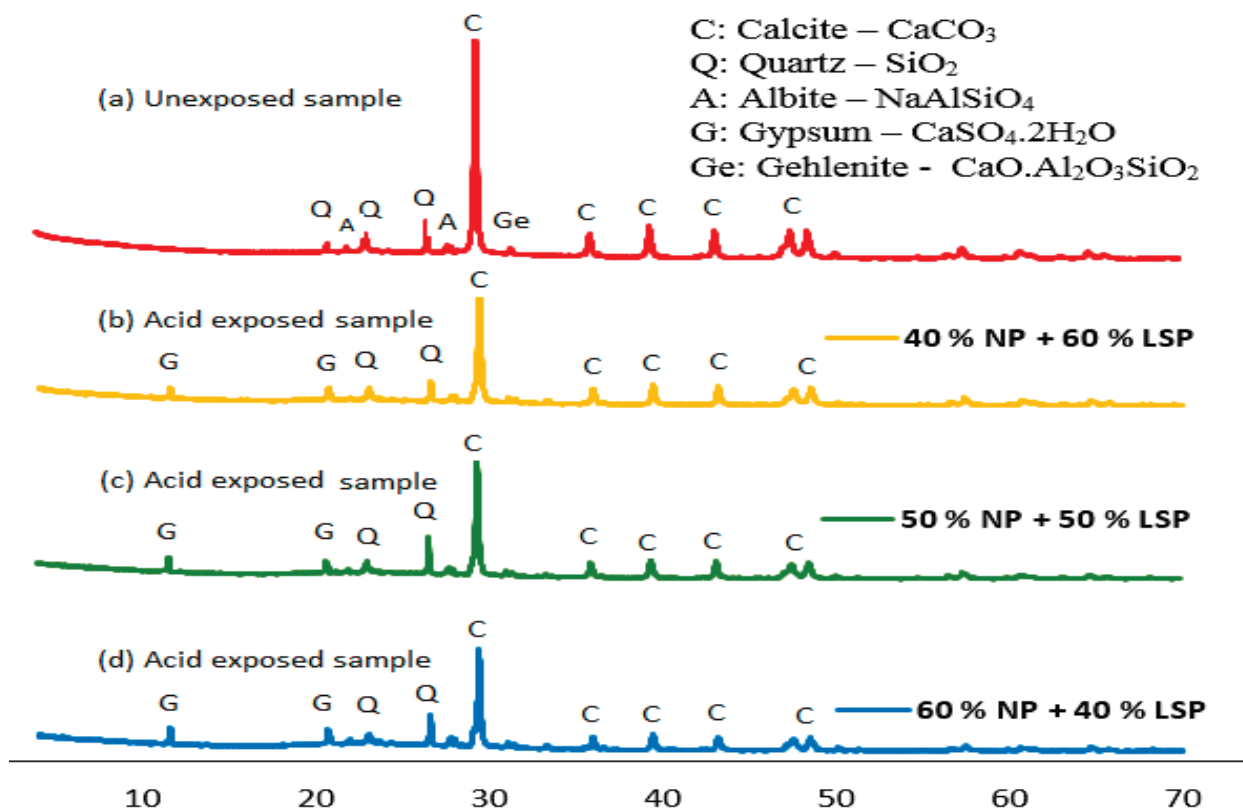 C
C: Calcite – CaCO₃
Q: Quartz – SiO₂
(a) Unexposed sample
A: Albite – NaAlSiO₄
G: Gypsum – CaSO₄.2H₂O
Ge: Gehlenite - CaO.Al₂O₃SiO₂
Q A Q Q A Ge C C C C
C
(b) Acid exposed sample
40 % NP + 60 % LSP
G G Q Q C C C C
C
(c) Acid exposed sample
50 % NP + 50 % LSP
G G Q Q C C C C
C
(d) Acid exposed sample
60 % NP + 40 % LSP
G G Q Q C C C C
10 20 30 40 50 60 70